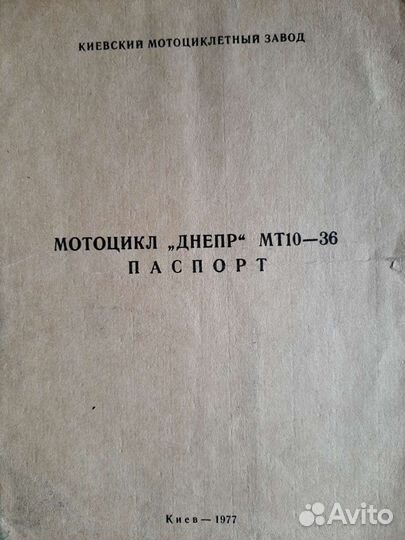 КИЕВСКИЙ МОТОЦИКЛЕТНЫЙ ЗАВОД
МОТОЦИКЛ „ДНЕПР“ МТ10—36
ПАСПОРТ
Киев — 1977
Avito